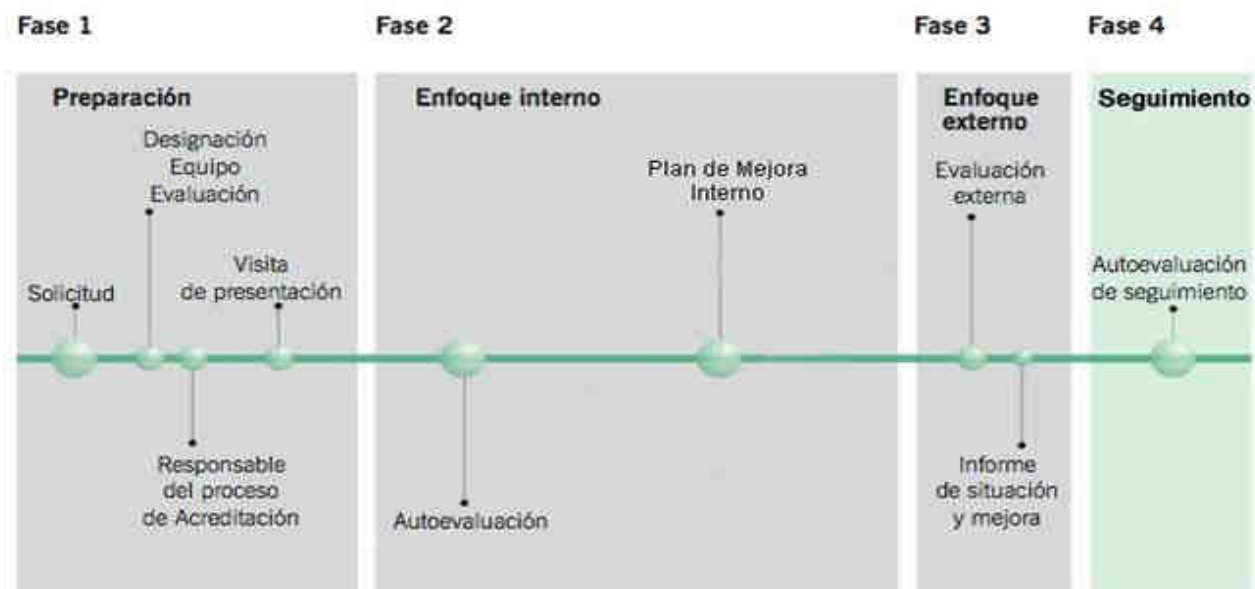 Fase 1
Preparación
Designación
Equipo
Evaluación
Solicitud
Visita
de presentación
Responsable
del proceso
de Acreditación
Fase 2
Enfoque interno
Plan de Mejora
Interno
Autoevaluación
Fase 3
Enfoque
externo
Evaluación
externa
Informe
de situación
y mejora
Fase 4
Seguimiento
Autoevaluación
de seguimiento